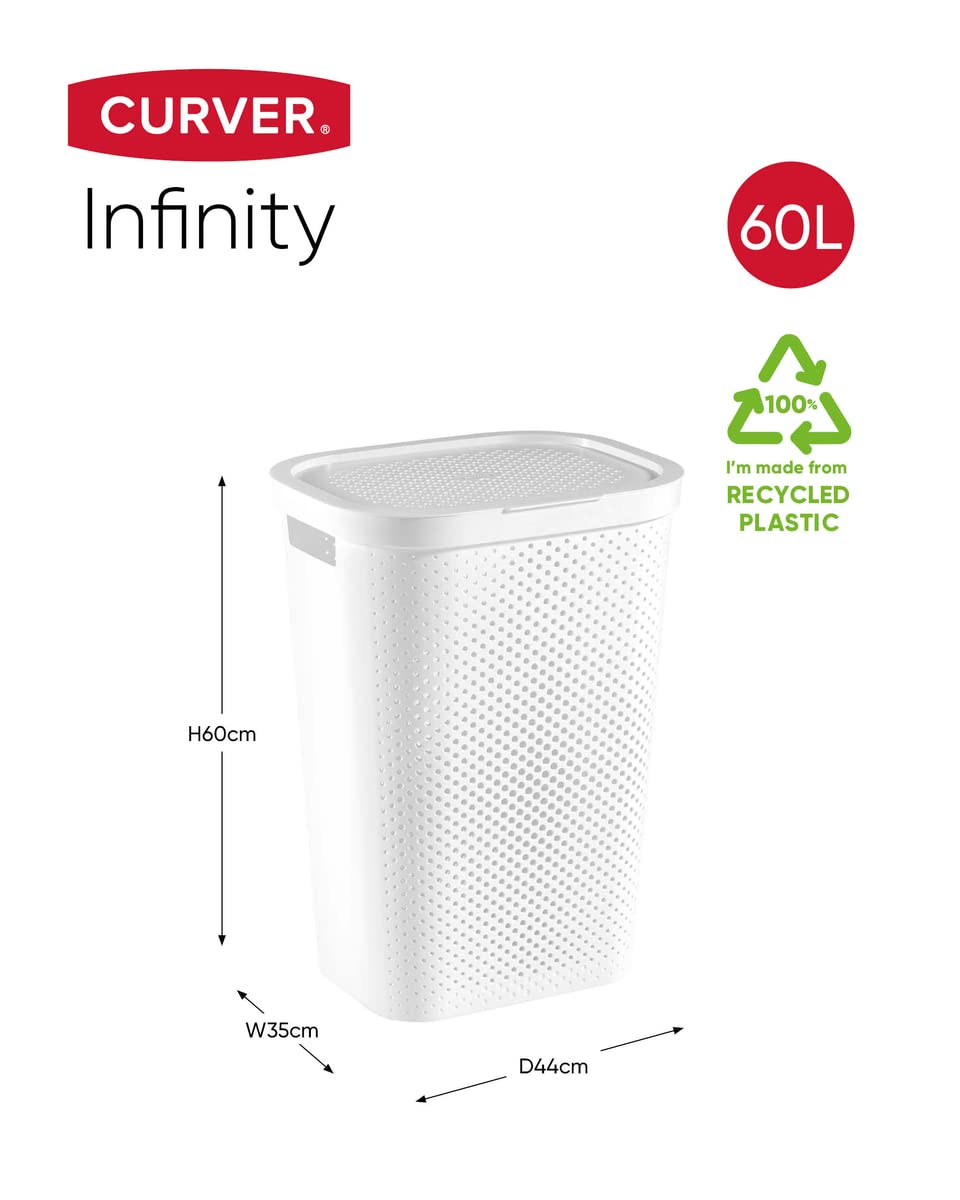 CURVER®
Infinity
60L
100%
I'm made from
RECYCLED
PLASTIC
H60cm
W35cm
D44cm